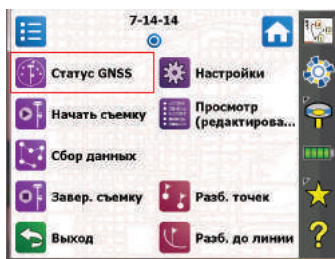 7-14-14
Статус GNSS
Настройки
Начать съемку
Просмотр
(редактирова...
Сбор данных
Завер. съемку
Разб. точек
Выход
Разб. до линии
?